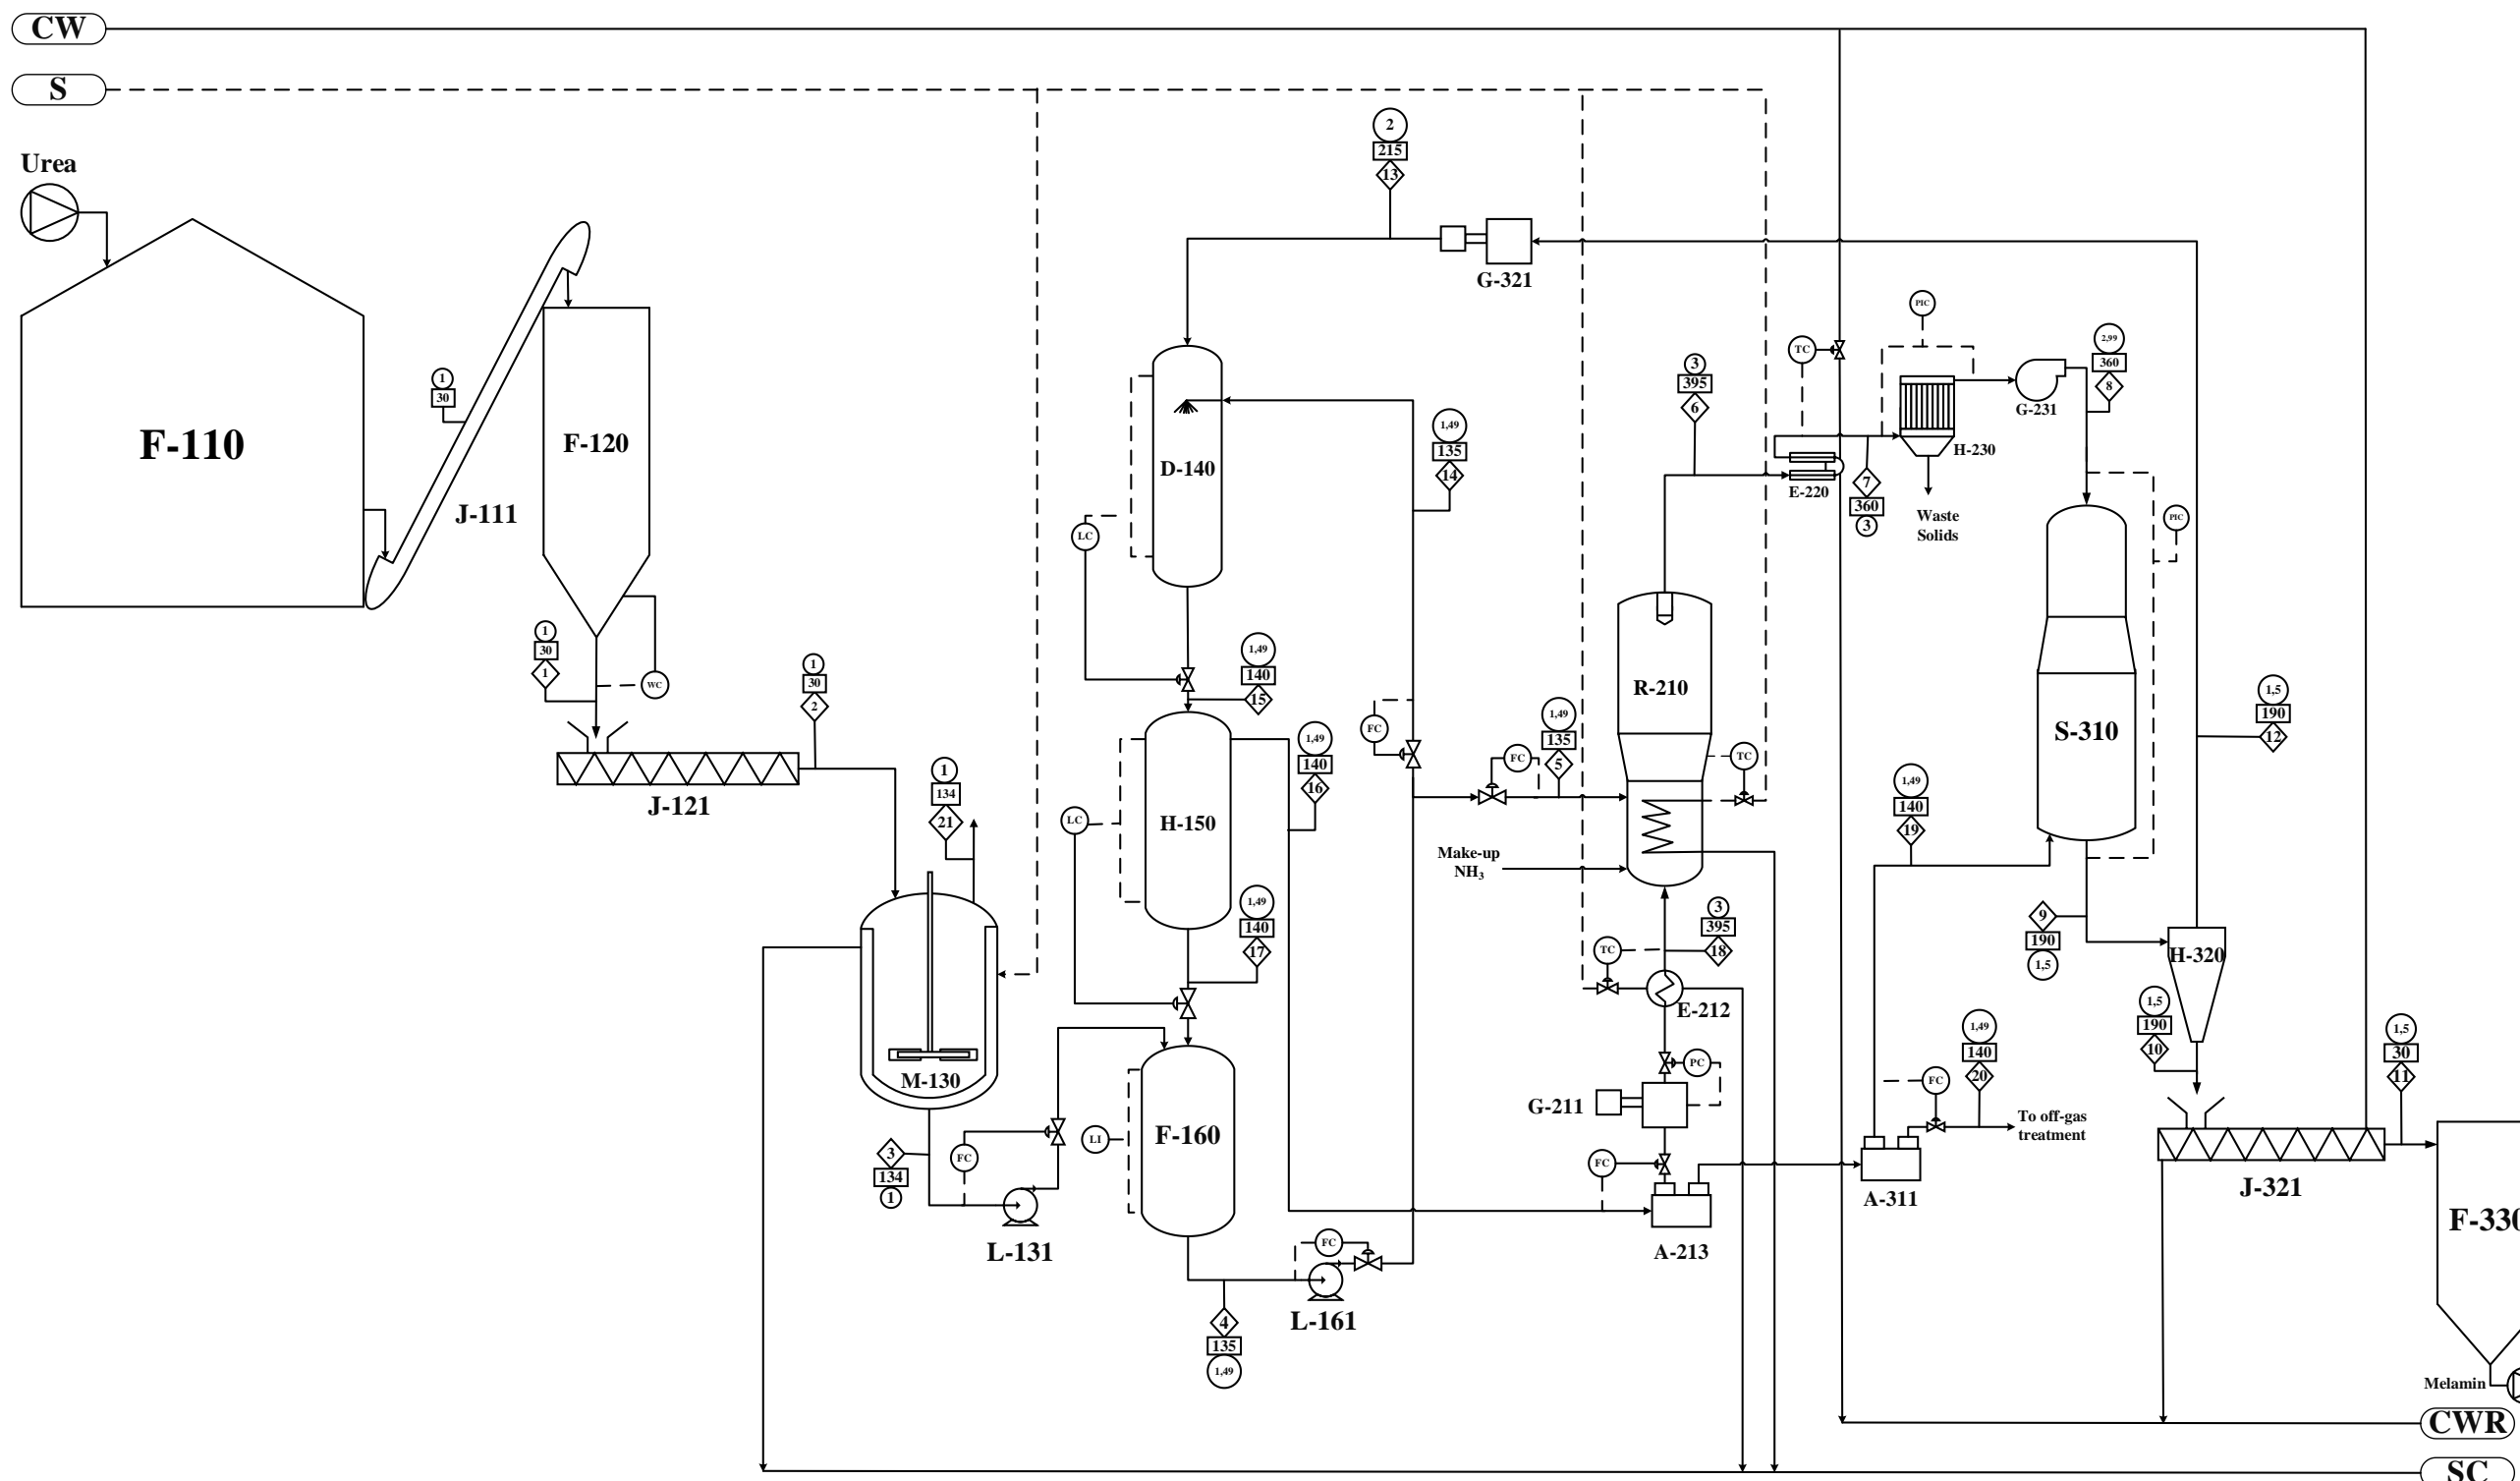 CW
S
Urea
2
215
13
G-321
PIC
TC
2,99
360
8
3
395
6
G-231
1
30
F-110
F-120
J-111
D-140
1,49
135
14
H-230
E-220
7
360
3
Waste
Solids
PIC
LC
1
30
1
WC
1
30
2
1,49
140
15
R-210
S-310
1,5
190
12
J-121
1,49
140
16
FC
FC
1,49
135
5
TC
1
134
21
LC
H-150
1,49
140
19
Make-up
NH₃
1,49
140
17
3
395
18
TC
E-212
9
190
1,5
H-320
M-130
1,5
190
10
1,49
140
20
1,5
30
11
FC
To off-gas
treatment
PC
G-211
LI
F-160
3
134
1
FC
FC
A-311
J-321
F-330
L-131
FC
A-213
L-161
4
135
1,49
Melamin
CWR
SC